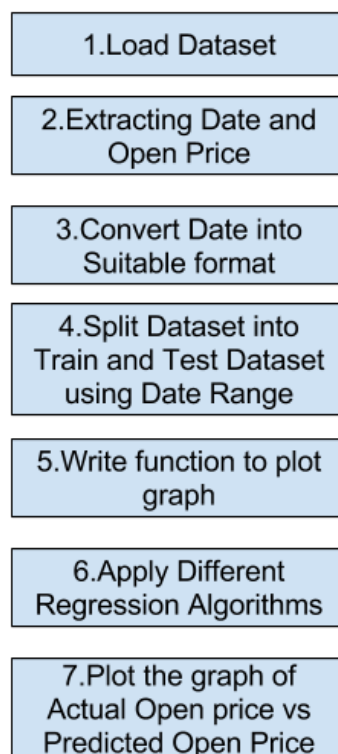 1.Load Dataset
2.Extracting Date and
Open Price
3.Convert Date into
Suitable format
4.Split Dataset into
Train and Test Dataset
using Date Range
5.Write function to plot
graph
6.Apply Different
Regression Algorithms
7.Plot the graph of
Actual Open price vs
Predicted Open Price